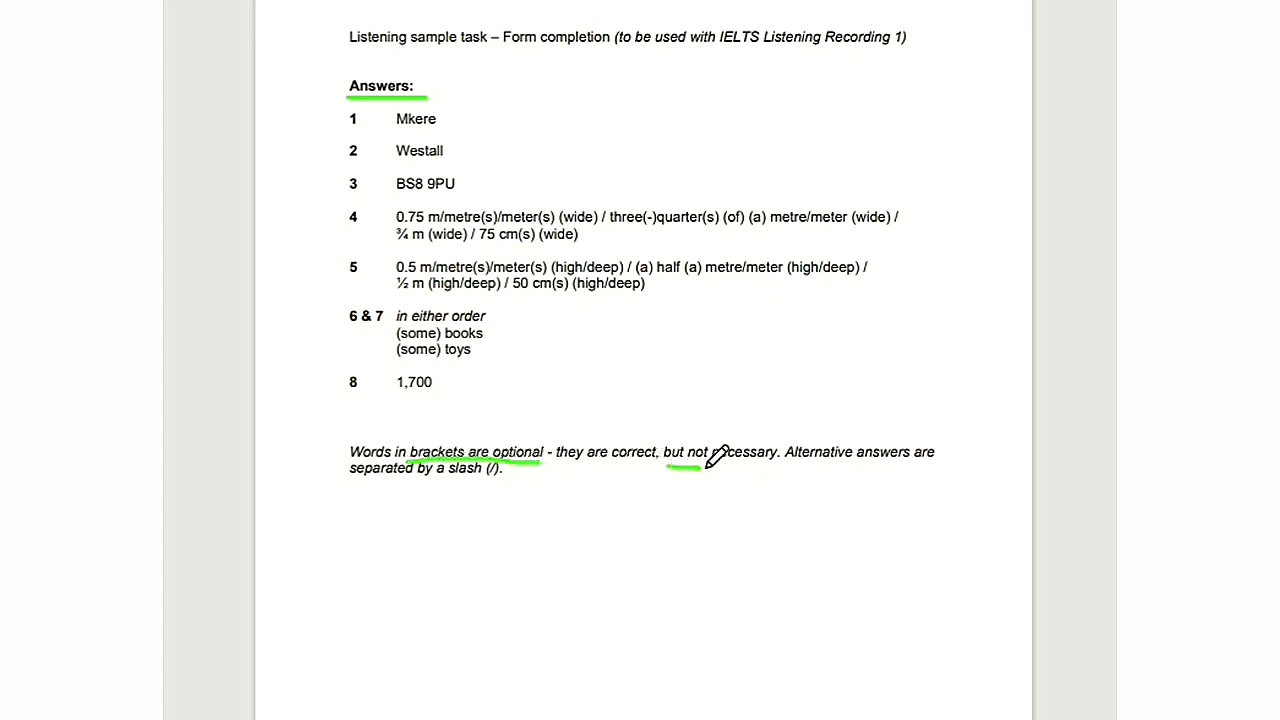 Listening sample task – Form completion (to be used with IELTS Listening Recording 1)
Answers:
1 Mkere
2 Westall
3 BS8 9PU
4 0.75 m/metre(s)/meter(s) (wide) / three(-)quarter(s) (of) (a) metre/meter (wide) /
¾ m (wide) / 75 cm(s) (wide)
5 0.5 m/metre(s)/meter(s) (high/deep) / (a) half (a) metre/meter (high/deep) /
½ m (high/deep) / 50 cm(s) (high/deep)
6 & 7 in either order
(some) books
(some) toys
8 1,700
Words in brackets are optional - they are correct, but not necessary. Alternative answers are
separated by a slash (/).